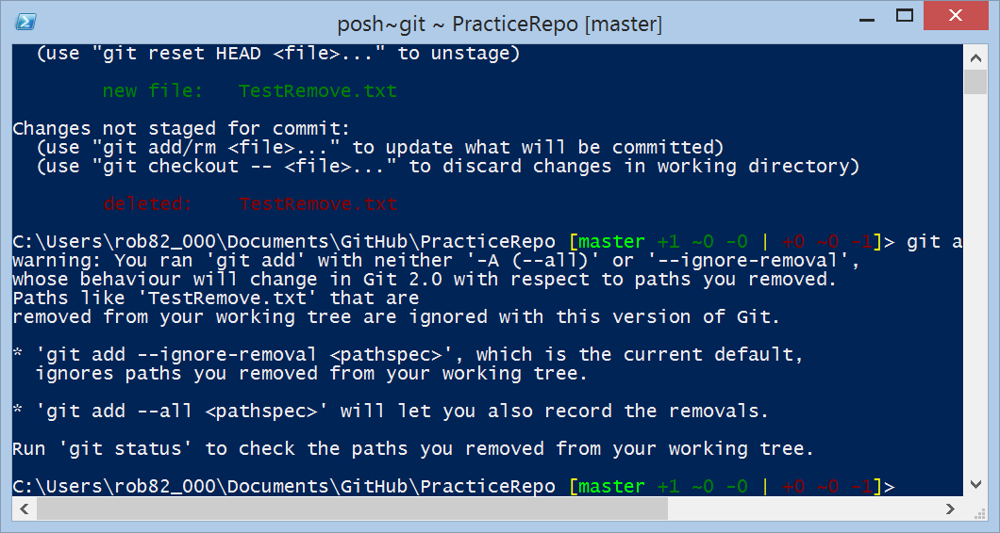 posh~git ~ PracticeRepo [master]
(use "git reset HEAD <file>..." to unstage)
new file:   TestRemove.txt
Changes not staged for commit:
(use "git add/rm <file>..." to update what will be committed)
(use "git checkout -- <file>..." to discard changes in working directory)
deleted:    TestRemove.txt
C:\Users\rob82_000\Documents\GitHub\PracticeRepo [master +1 ~0 -0 | +0 ~0 -1]> git a
warning: You ran 'git add' with neither '-A (--all)' or '--ignore-removal',
whose behaviour will change in Git 2.0 with respect to paths you removed.
Paths like 'TestRemove.txt' that are
removed from your working tree are ignored with this version of Git.
* 'git add --ignore-removal <pathspec>', which is the current default,
ignores paths you removed from your working tree.
* 'git add --all <pathspec>' will let you also record the removals.
Run 'git status' to check the paths you removed from your working tree.
C:\Users\rob82_000\Documents\GitHub\PracticeRepo [master +1 ~0 -0 | +0 ~0 -1]>